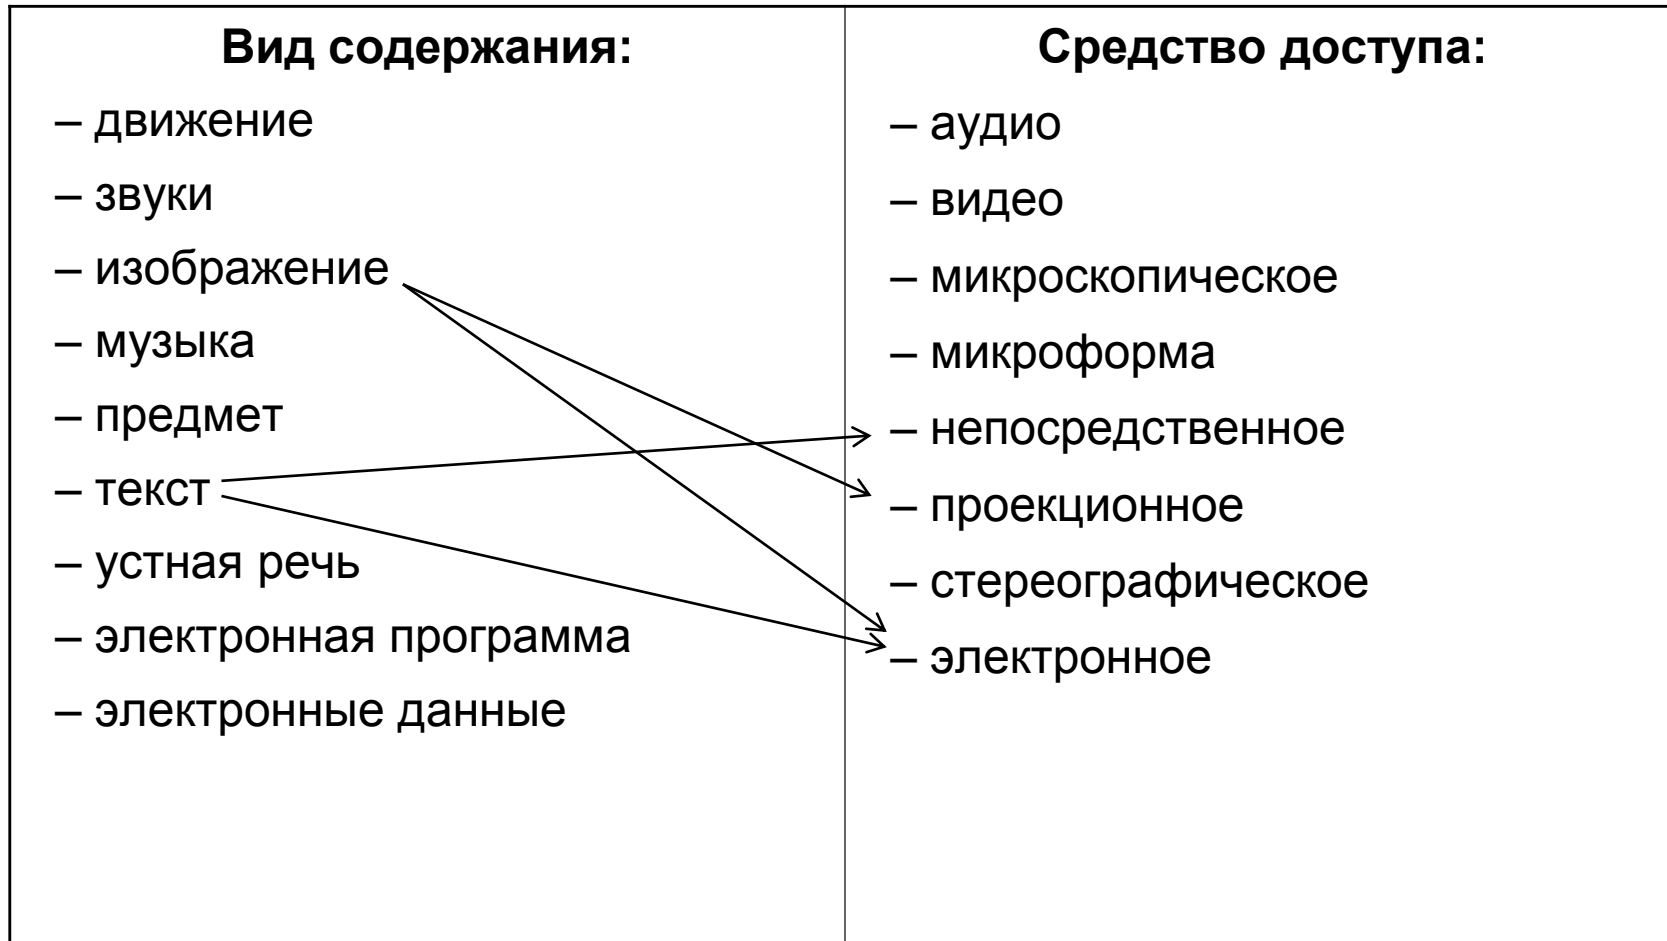 Вид содержания:
– движение
– звуки
– изображение
– музыка
– предмет
– текст
– устная речь
– электронная программа
– электронные данные
Средство доступа:
– аудио
– видео
– микроскопическое
– микроформа
– непосредственное
– проекционное
– стереографическое
– электронное